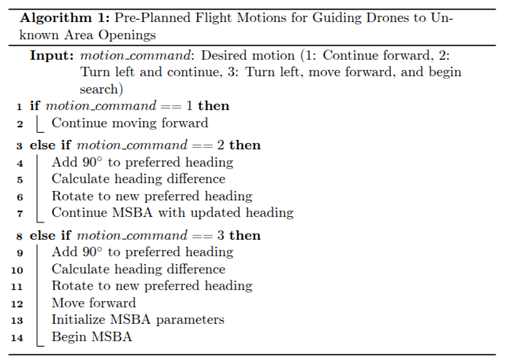 Algorithm 1: Pre-Planned Flight Motions for Guiding Drones to Un-
known Area Openings
Input: motion_command: Desired motion (1: Continue forward, 2:
Turn left and continue, 3: Turn left, move forward, and begin
search)
1 if motion_command == 1 then
2 Continue moving forward
3 else if motion_command == 2 then
4 Add 90° to preferred heading
5 Calculate heading difference
6 Rotate to new preferred heading
7 Continue MSBA with updated heading
8 else if motion_command == 3 then
9 Add 90° to preferred heading
10 Calculate heading difference
11 Rotate to new preferred heading
12 Move forward
13 Initialize MSBA parameters
14 Begin MSBA